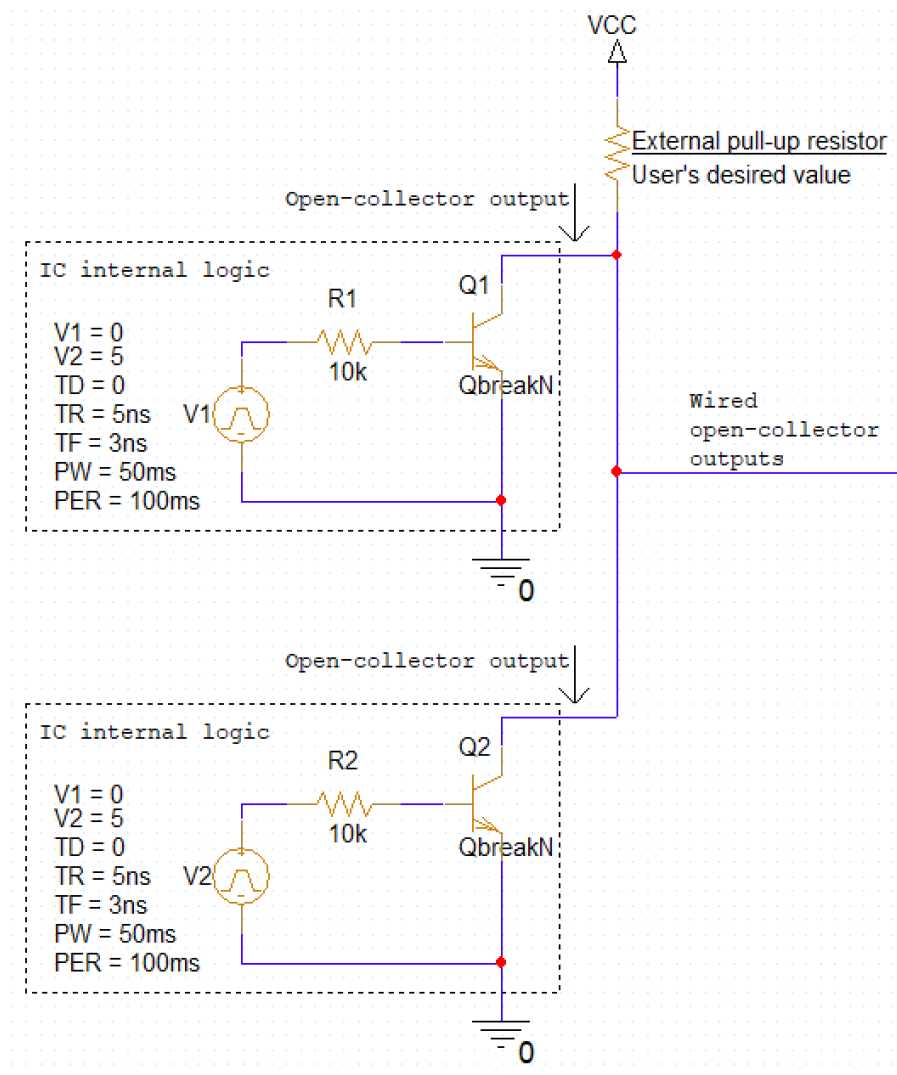 VCC
External pull-up resistor
User's desired value
Open-collector output
IC internal logic
Q1
R1
V1 = 0
V2 = 5
TD = 0
TR = 5ns
TF = 3ns
PW = 50ms
PER = 100ms
V1
10k
QbreakN
Wired
open-collector
outputs
0
Open-collector output
IC internal logic
Q2
R2
V1 = 0
V2 = 5
TD = 0
TR = 5ns
TF = 3ns
PW = 50ms
PER = 100ms
V2
10k
QbreakN
0